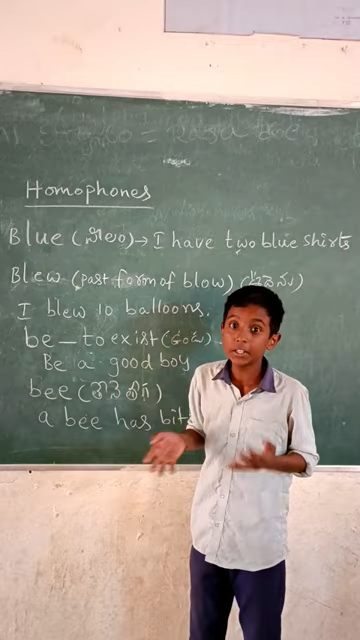 Homophones
Blue (నీలం) → I have two blue shirts
Blew (past form of blow) (ఊదెను)
I blew 10 balloons.
be - to exist (ఉండు)
Be a good boy
bee (తేనెటీగ)
a bee has bit